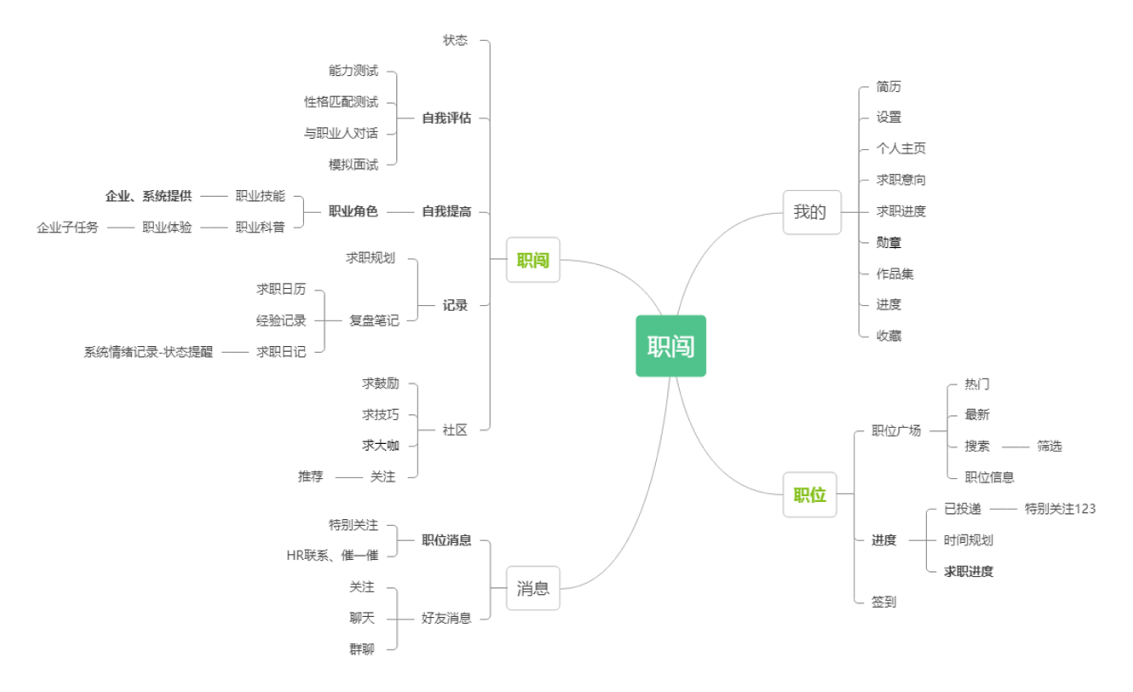 职闯
职闯
状态
自我评估
能力测试
性格匹配测试
与职业人对话
模拟面试
自我提高
职业角色
职业技能
企业、系统提供
职业科普
职业体验
企业子任务
记录
求职规划
复盘笔记
求职日历
经验记录
求职日记
系统情绪记录-状态提醒
社区
求鼓励
求技巧
求大咖
关注
推荐
消息
职位消息
特别关注
HR联系、催一催
好友消息
关注
聊天
群聊
我的
简历
设置
个人主页
求职意向
求职进度
勋章
作品集
进度
收藏
职位
职位广场
热门
最新
搜素
筛选
职位信息
进度
已投递
特别关注123
时间规划
求职进度
签到